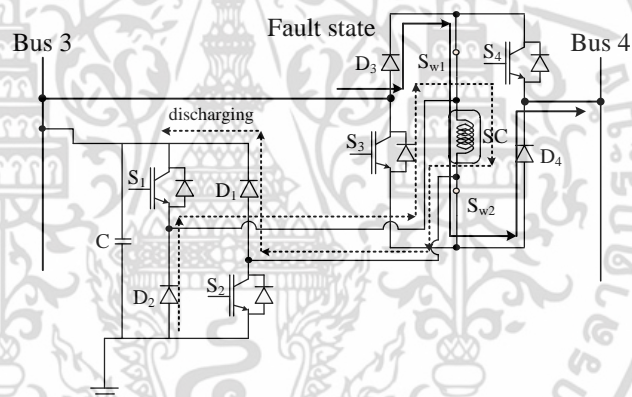 Fault state
Bus 3
Bus 4
D3
Sw1
S4
discharging
S3
SC
D4
S1
D1
Sw2
C
D2
S2